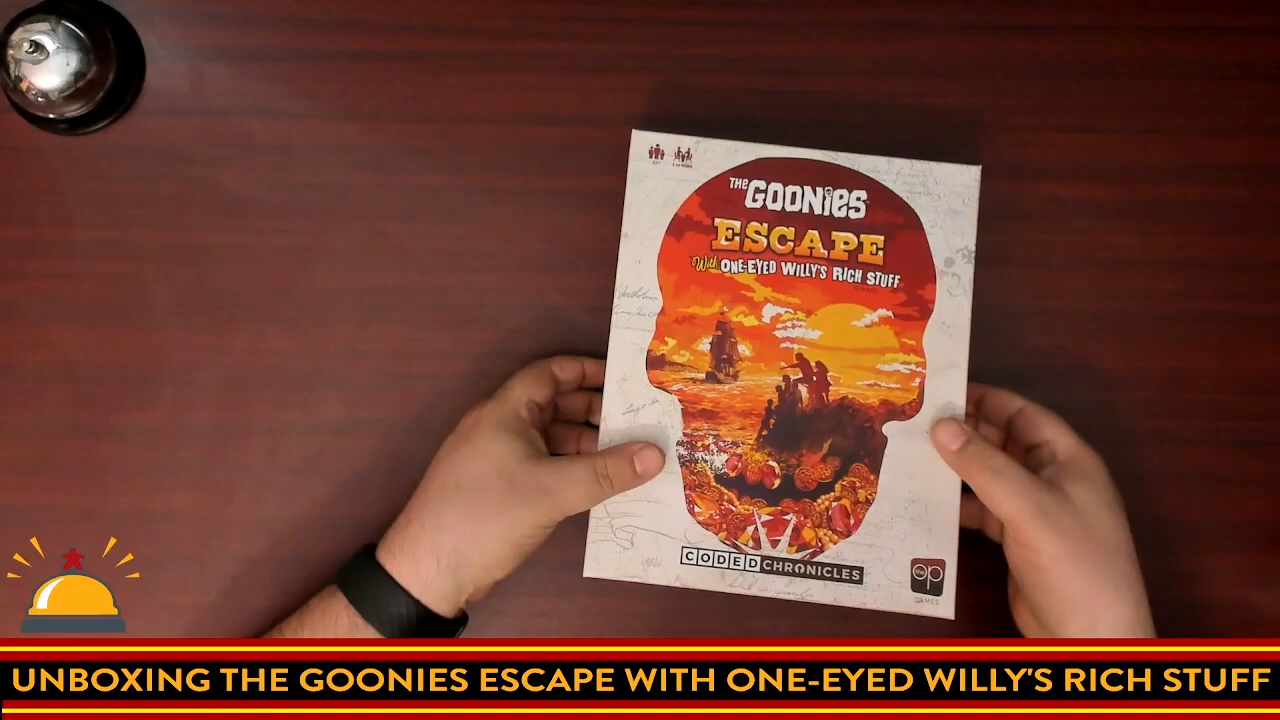 THE GOONIES
ESCAPE
With ONE-EYED WILLY'S RICH STUFF
CODED CHRONICLES
the op
GAMES
UNBOXING THE GOONIES ESCAPE WITH ONE-EYED WILLY'S RICH STUFF